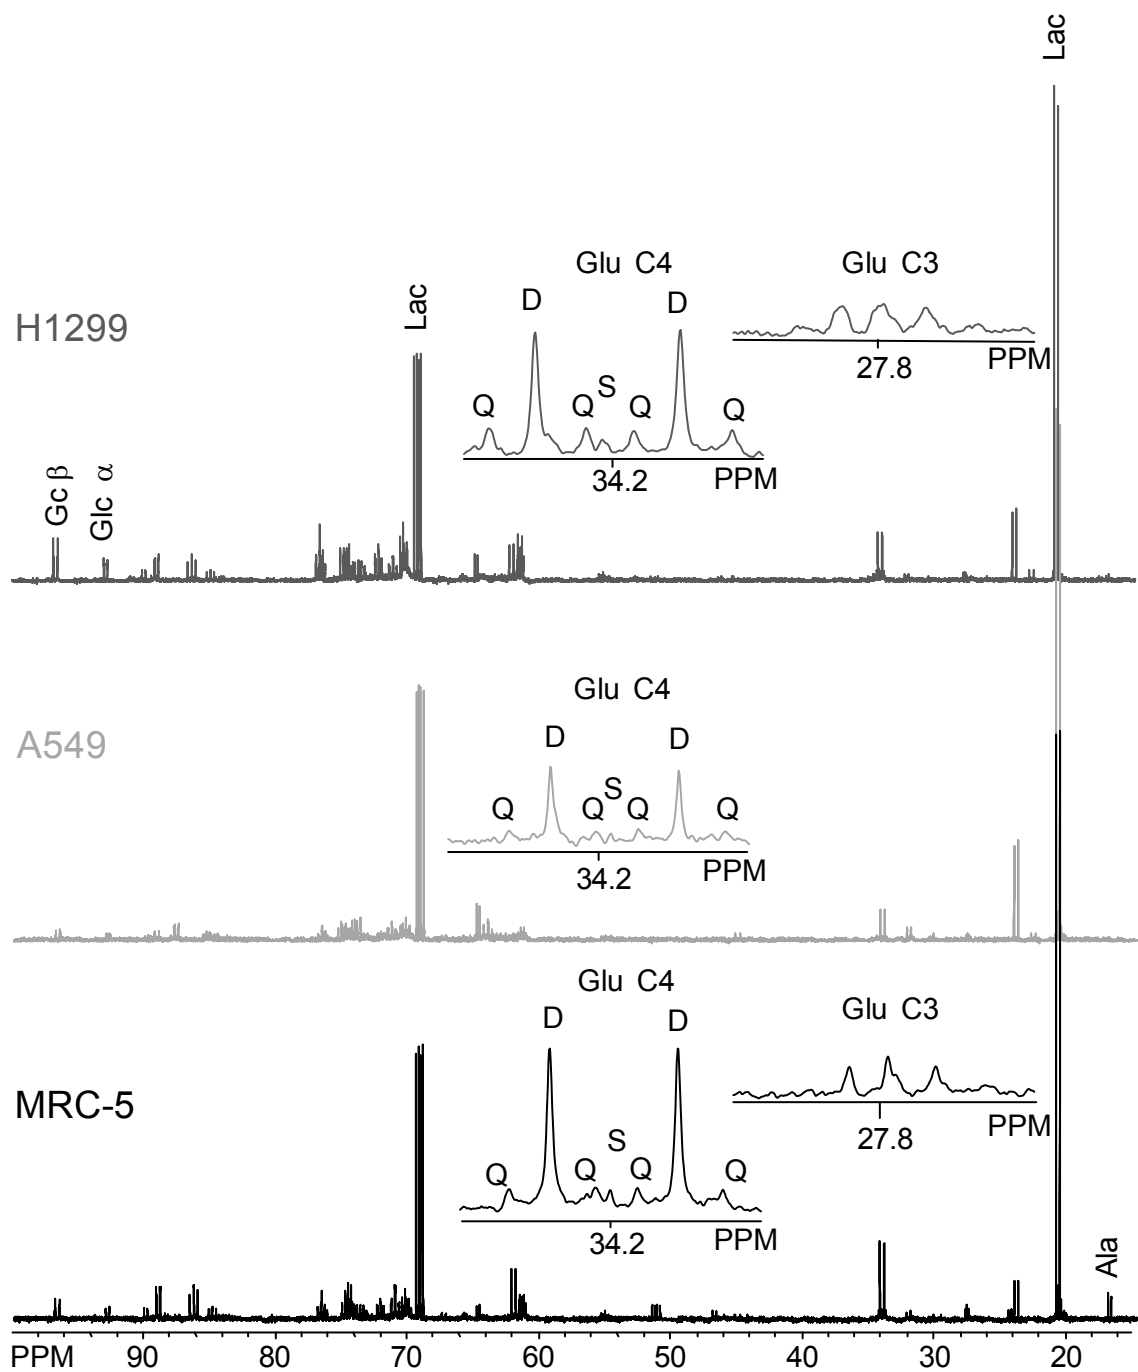 Lac
Glu C4
Glu C3
D
D
H1299
Lac
Q
Q
S
Q
Q
34.2
PPM
27.8
PPM
Gc β
Glc α
Glu C4
A549
D
D
Q
Q
S
Q
Q
34.2
PPM
Glu C4
Glu C3
D
D
MRC-5
Q
Q
S
Q
Q
34.2
PPM
27.8
PPM
Ala
PPM 90 80 70 60 50 40 30 20